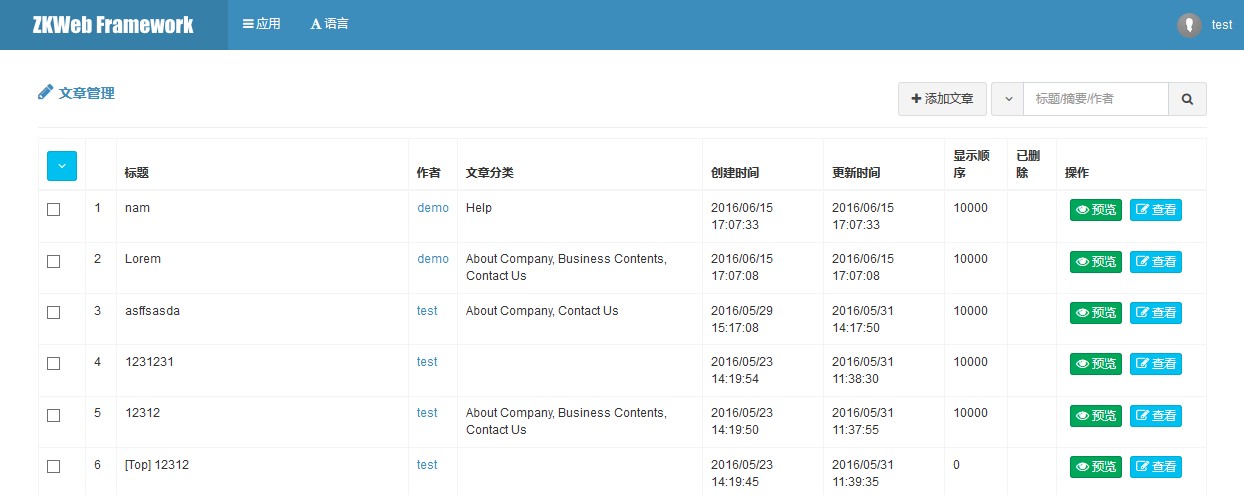 ZKWeb Framework 应用 语言 test
文章管理 添加文章 标题/摘要/作者
标题 作者 文章分类 创建时间 更新时间 显示顺序 已删除 操作
1 nam demo Help 2016/06/15 17:07:33 2016/06/15 17:07:33 10000 预览 查看
2 Lorem demo About Company, Business Contents, Contact Us 2016/06/15 17:07:08 2016/06/15 17:07:08 10000 预览 查看
3 asffsasda test About Company, Contact Us 2016/05/29 15:17:08 2016/05/31 14:17:50 10000 预览 查看
4 1231231 test 2016/05/23 14:19:54 2016/05/31 11:38:30 10000 预览 查看
5 12312 test About Company, Business Contents, Contact Us 2016/05/23 14:19:50 2016/05/31 11:37:55 10000 预览 查看
6 [Top] 12312 test 2016/05/23 14:19:45 2016/05/31 11:39:35 0 预览 查看